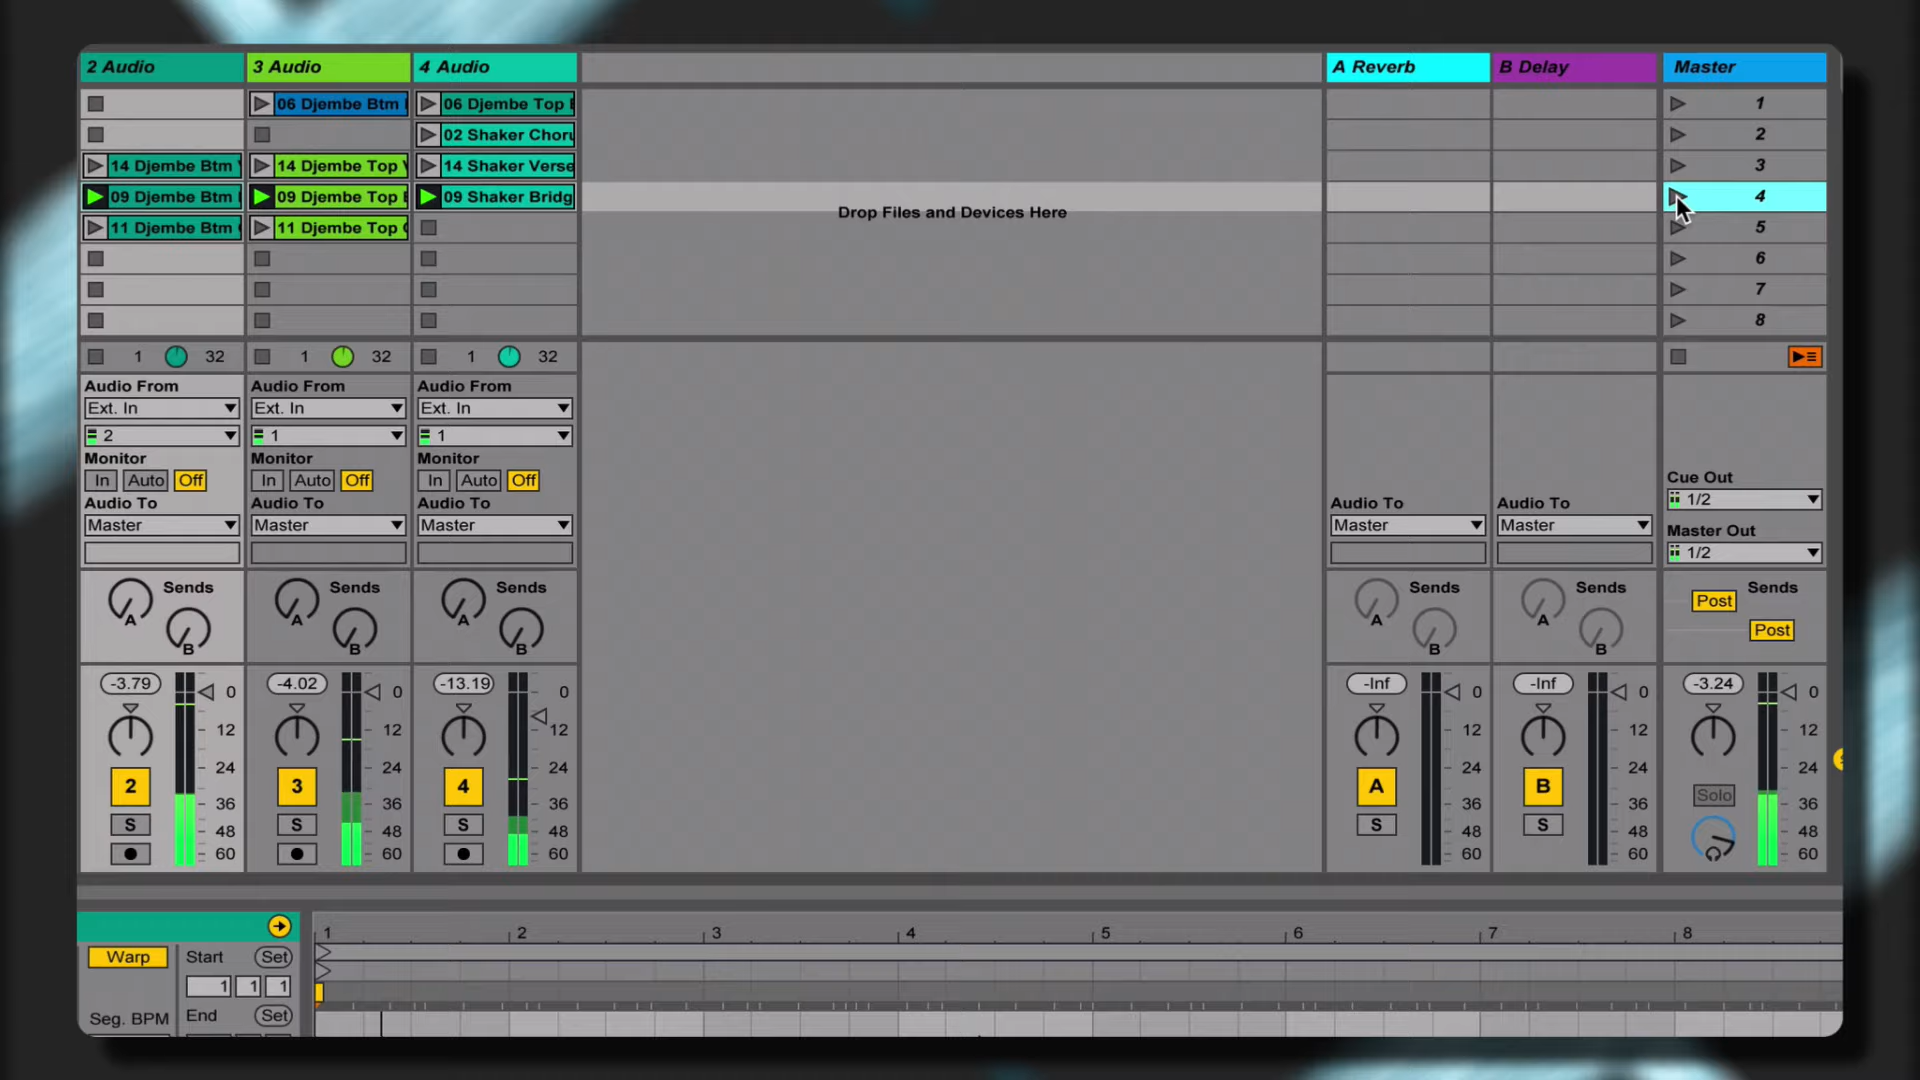 2 Audio 3 Audio 4 Audio A Reverb B Delay Master
06 Djembe Btm 06 Djembe Top 1
02 Shaker Choru 2
14 Djembe Btm 14 Djembe Top 14 Shaker Verse 3
09 Djembe Btm 09 Djembe Top 09 Shaker Bridg 4
Drop Files and Devices Here
11 Djembe Btm 11 Djembe Top 5
6
7
8
1 32 1 32 1 32
Audio From Audio From Audio From
Ext. In Ext. In Ext. In
2 1 1
Monitor Monitor Monitor
In Auto Off In Auto Off In Auto Off Cue Out
1/2
Audio To Audio To Audio To Audio To Audio To
Master Master Master Master Master Master Out
1/2
Sends Sends Sends Sends Sends Sends
A A A A A Post
B B B B B Post
-3.79 0 -4.02 0 -13.19 0 -Inf 0 -Inf 0 -3.24 0
12 12 12 12 12 12
24 24 24 24 24 24
2 3 4 A B Solo
36 36 36 36 36 36
S S S S S
48 48 48 48 48 48
60 60 60 60 60 60
1 2 3 4 5 6 7 8
Warp Start Set
1 1 1
Seg. BPM End Set